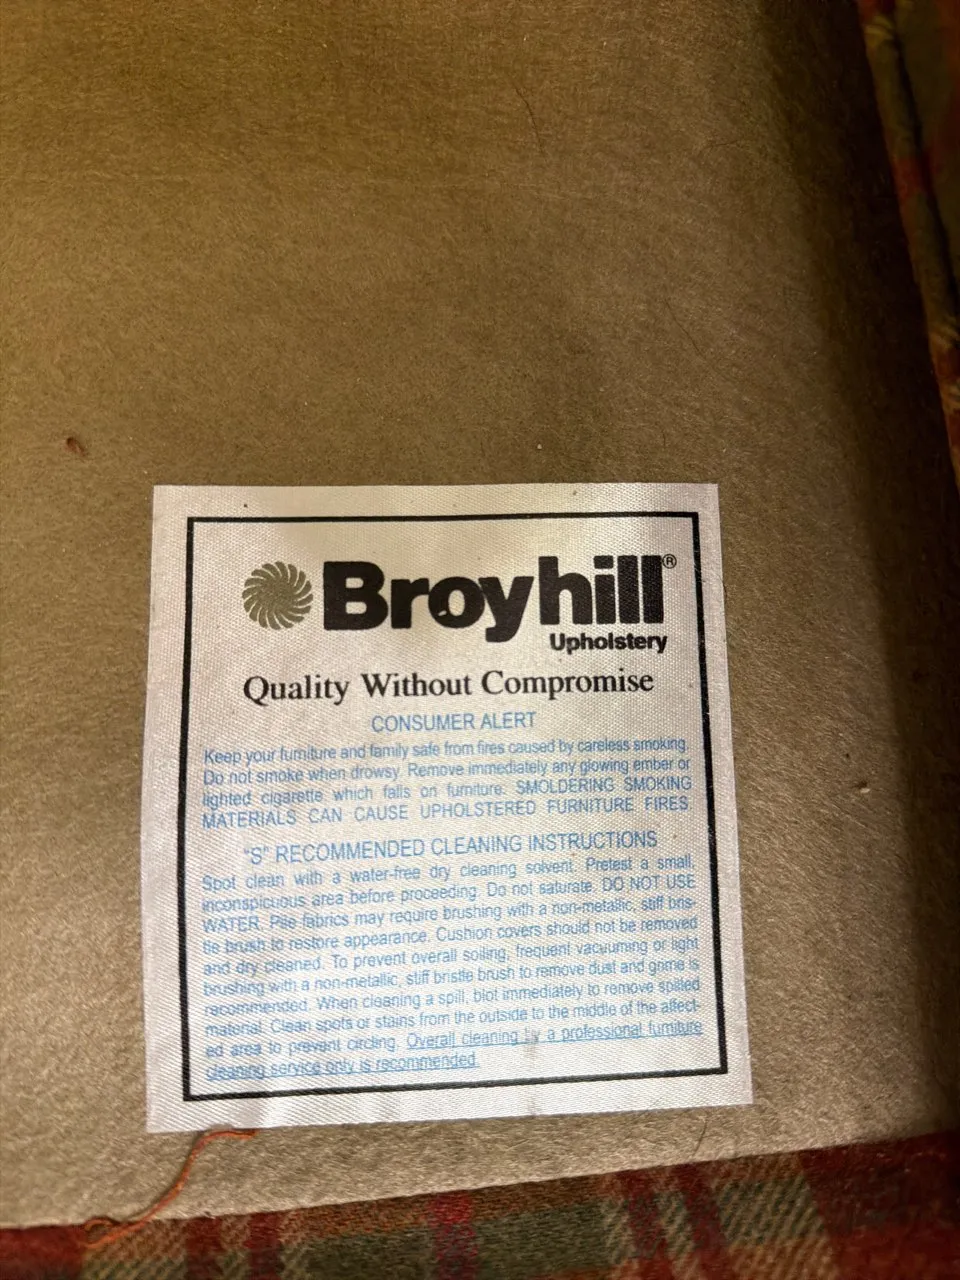 Broyhill®
Upholstery
Quality Without Compromise
CONSUMER ALERT
Keep your furniture and family safe from fires caused by careless smoking.
Do not smoke when drowsy. Remove immediately any glowing ember or
lighted cigarette which falls on furniture. SMOLDERING SMOKING
MATERIALS CAN CAUSE UPHOLSTERED FURNITURE FIRES.
"S" RECOMMENDED CLEANING INSTRUCTIONS
Spot clean with a water-free dry cleaning solvent. Pretest a small,
inconspicuous area before proceeding. Do not saturate. DO NOT USE
WATER. Pile fabrics may require brushing with a non-metallic, stiff bris-
tle brush to restore appearance. Cushion covers should not be removed
and dry cleaned. To prevent overall soiling, frequent vacuuming or light
brushing with a non-metallic, stiff bristle brush to remove dust and grime is
recommended. When cleaning a spill, blot immediately to remove spilled
material. Clean spots or stains from the outside to the middle of the affect-
ed area to prevent circling. Overall cleaning by a professional furniture
cleaning service only is recommended.